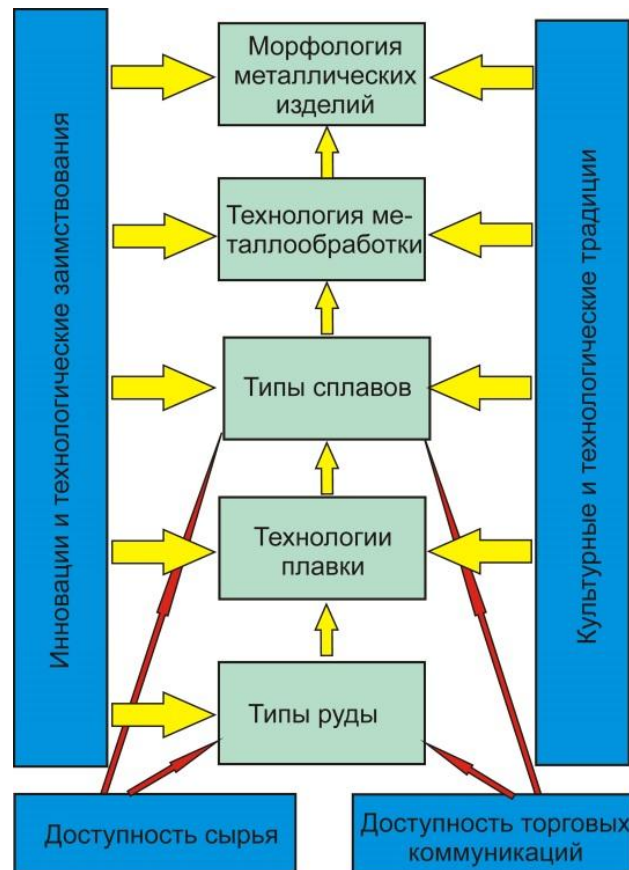 Морфология
металлических
изделий
Технология ме-
таллообработки
Типы сплавов
Технологии
плавки
Типы руды
Инновации и технологические заимствования
Культурные и технологические традиции
Доступность сырья
Доступность торговых
коммуникаций